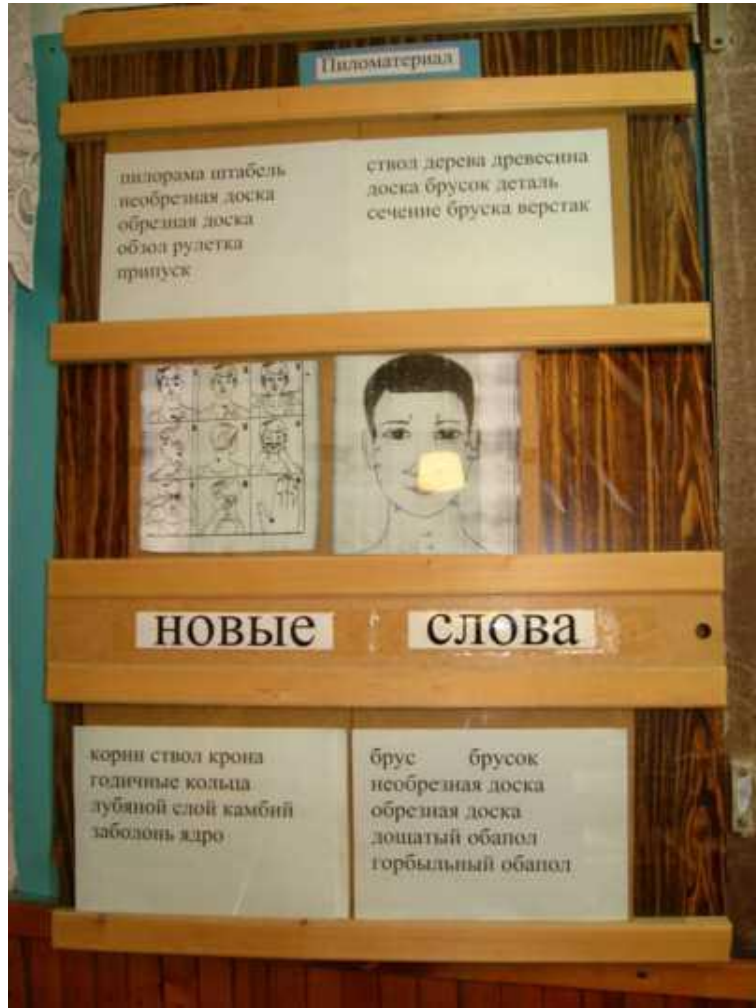 Пиломатериал
пилорама штабель
необрезная доска
обрезная доска
обзол рулетка
припуск
ствол дерева древесина
доска брусок деталь
сечение бруска верстак
новые слова
корни ствол крона
годичные кольца
лубяной слой камбий
заболонь ядро
брус брусок
необрезная доска
обрезная доска
дощатый обапол
горбыльный обапол